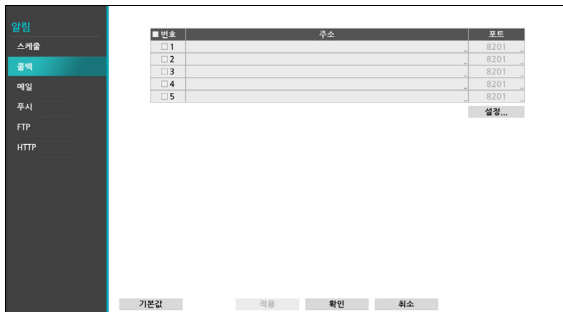 알림
스케줄
콜백
메일
푸시
FTP
HTTP
번호 주소 포트
1 8201
2 8201
3 8201
4 8201
5 8201
설정...
기본값 적용 확인 취소